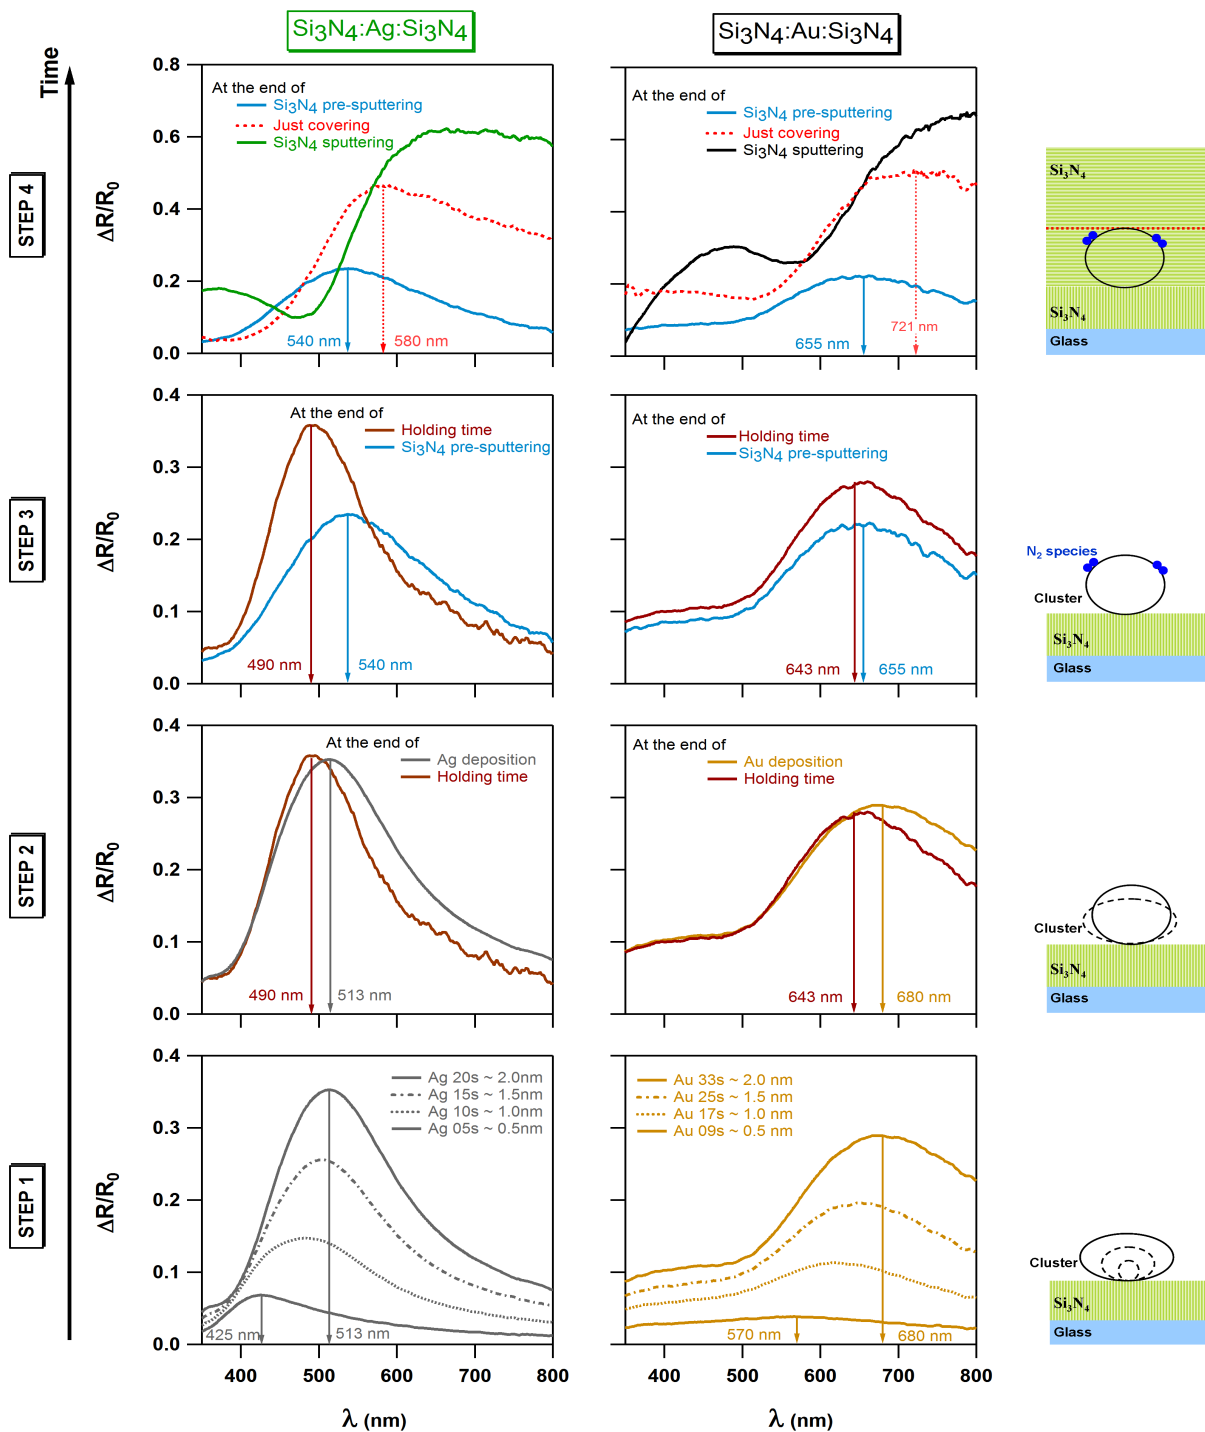 Si3N4:Ag:Si3N4
Si3N4:Au:Si3N4
Time
STEP 4
ΔR/R0
0.8
0.6
0.4
0.2
0.0
At the end of
Si3N4 pre-sputtering
Just covering
Si3N4 sputtering
540 nm
580 nm
At the end of
Si3N4 pre-sputtering
Just covering
Si3N4 sputtering
655 nm
721 nm
Si3N4
Si3N4
Glass
STEP 3
ΔR/R0
0.4
0.3
0.2
0.1
0.0
At the end of
Holding time
Si3N4 pre-sputtering
490 nm
540 nm
At the end of
Holding time
Si3N4 pre-sputtering
643 nm
655 nm
N2 species
Cluster
Si3N4
Glass
STEP 2
ΔR/R0
0.4
0.3
0.2
0.1
0.0
At the end of
Ag deposition
Holding time
490 nm
513 nm
At the end of
Au deposition
Holding time
643 nm
680 nm
Cluster
Si3N4
Glass
STEP 1
ΔR/R0
0.4
0.3
0.2
0.1
0.0
Ag 20s ~ 2.0nm
Ag 15s ~ 1.5nm
Ag 10s ~ 1.0nm
Ag 05s ~ 0.5nm
425 nm
513 nm
Au 33s ~ 2.0 nm
Au 25s ~ 1.5 nm
Au 17s ~ 1.0 nm
Au 09s ~ 0.5 nm
570 nm
680 nm
Cluster
Si3N4
Glass
400 500 600 700 800
400 500 600 700 800
λ (nm)
λ (nm)